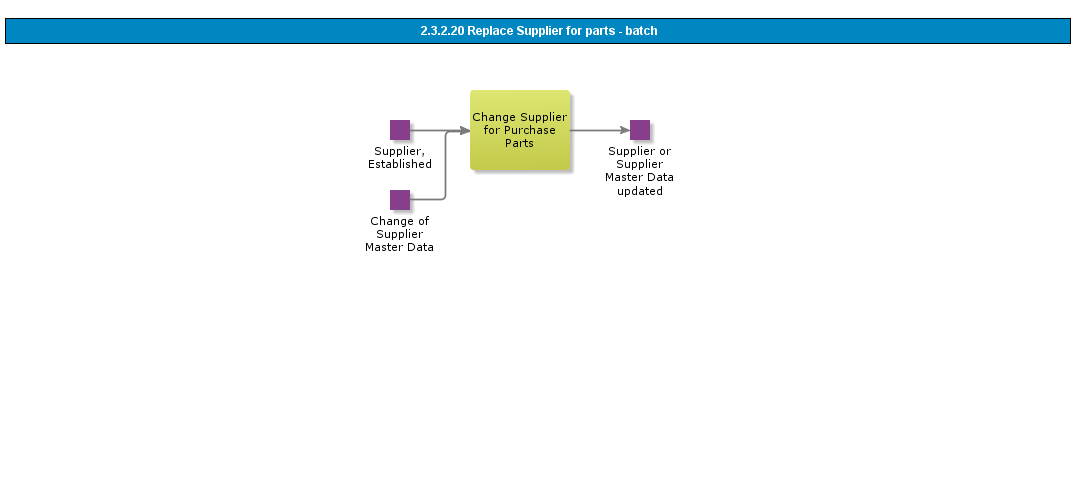 2.3.2.20 Replace Supplier for parts - batch
Change Supplier
for Purchase
Parts
Supplier,
Established
Supplier or
Supplier
Master Data
updated
Change of
Supplier
Master Data